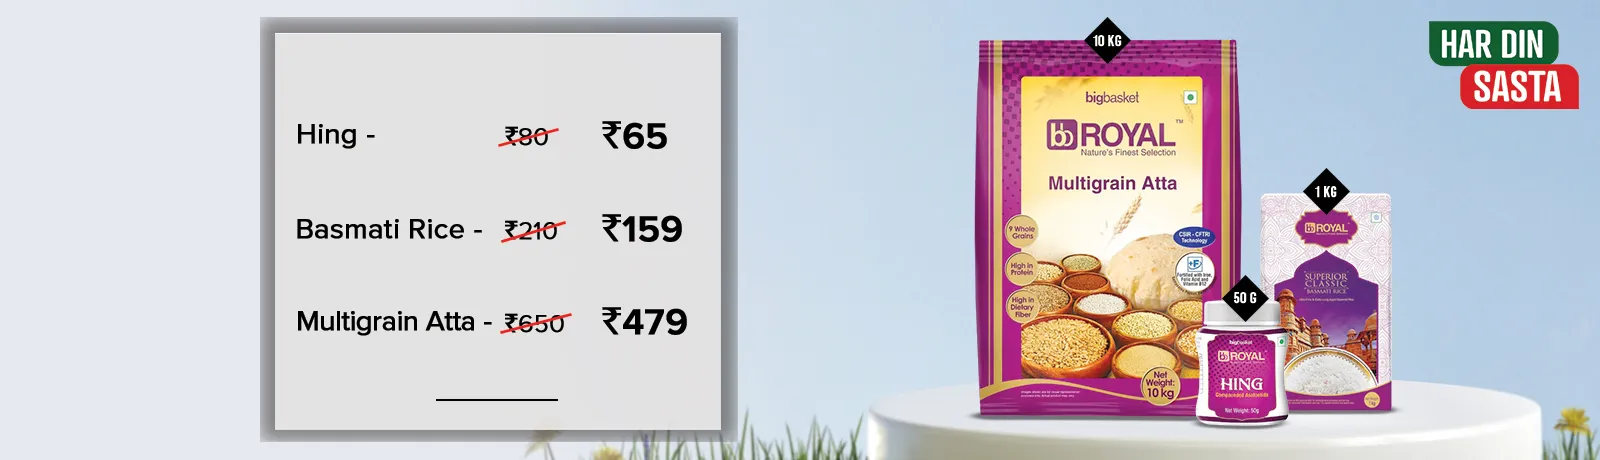 Hing - ₹80 ₹65
Basmati Rice - ₹210 ₹159
Multigrain Atta - ₹650 ₹479
10 KG
bigbasket
bb ROYAL™
Nature's Finest Selection
Multigrain Atta
9 Whole
Grains
High in
Protein
High in
Dietary
Fiber
CSIR - CFTRI
Technology
+F
Fortified with Iron,
Folic Acid and
Vitamin B12
Net
Weight:
10 kg
50 G
bigbasket
bb ROYAL
HING
Compounded Asafoetida
Net Weight: 50g
1 KG
bb ROYAL
SUPERIOR
CLASSIC
BASMATI RICE
HAR DIN
SASTA